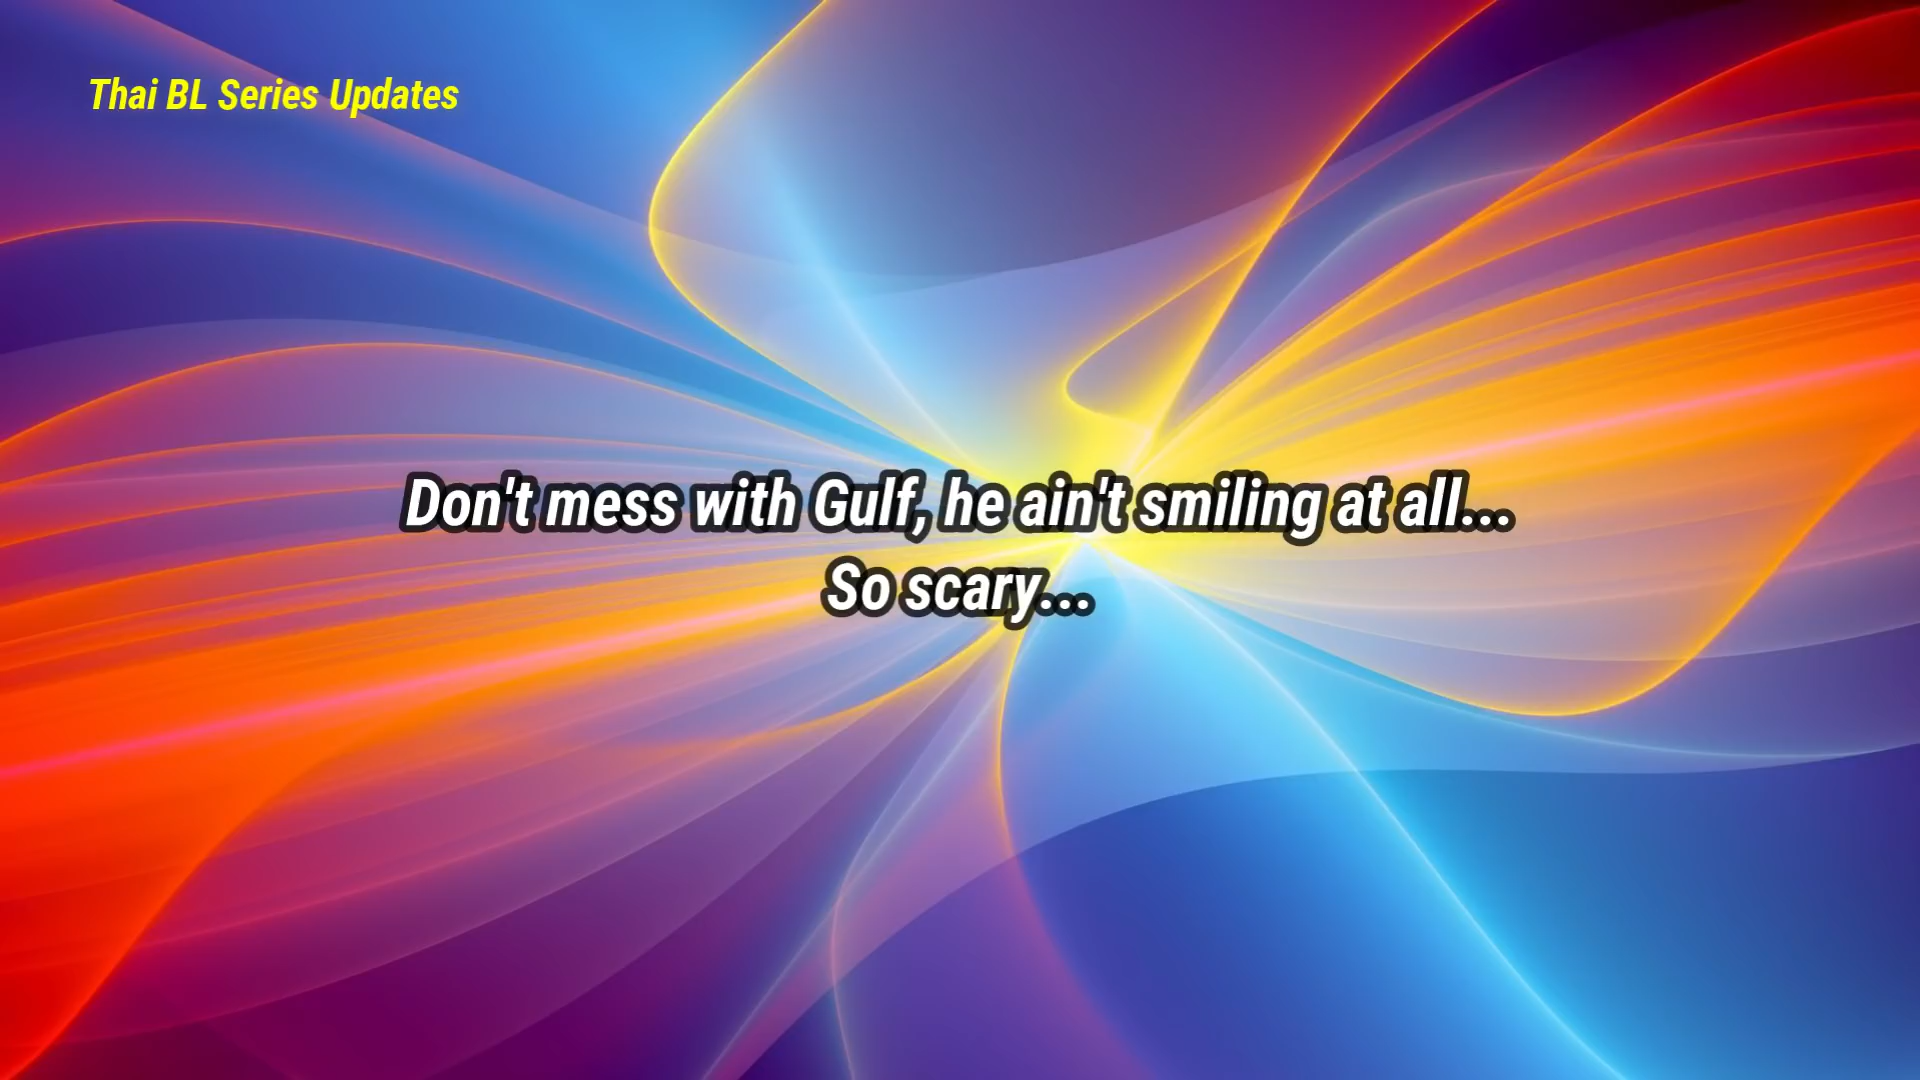 Thai BL Series Updates
Don't mess with Gulf, he ain't smiling at all...
So scary...